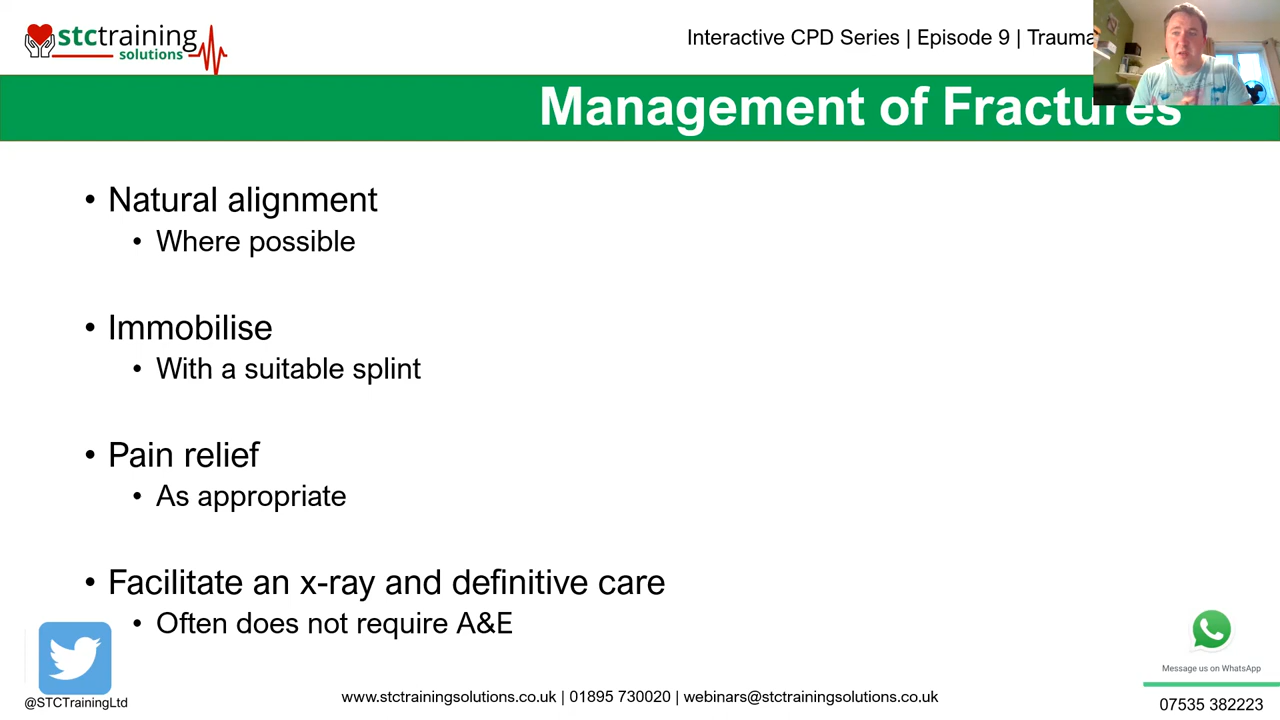 stctraining
solutions
Interactive CPD Series | Episode 9 | Trauma
Management of Fractures
• Natural alignment
• Where possible
• Immobilise
• With a suitable splint
• Pain relief
• As appropriate
• Facilitate an x-ray and definitive care
• Often does not require A&E
@STCTrainingLtd
www.stctrainingsolutions.co.uk | 01895 730020 | webinars@stctrainingsolutions.co.uk
Message us on WhatsApp
07535 382223